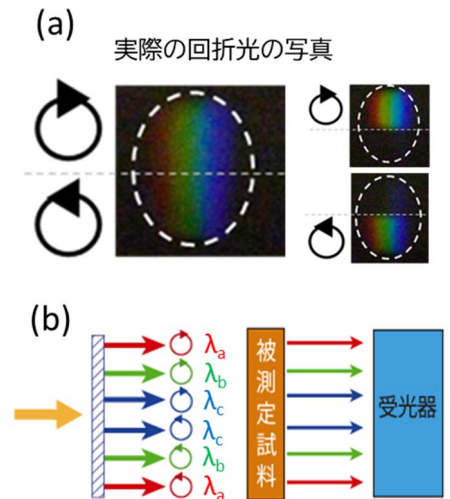 (a)
実際の回折光の写真
(b)
λa
λb
λc
λc
λb
λa
被測定試料
受光器